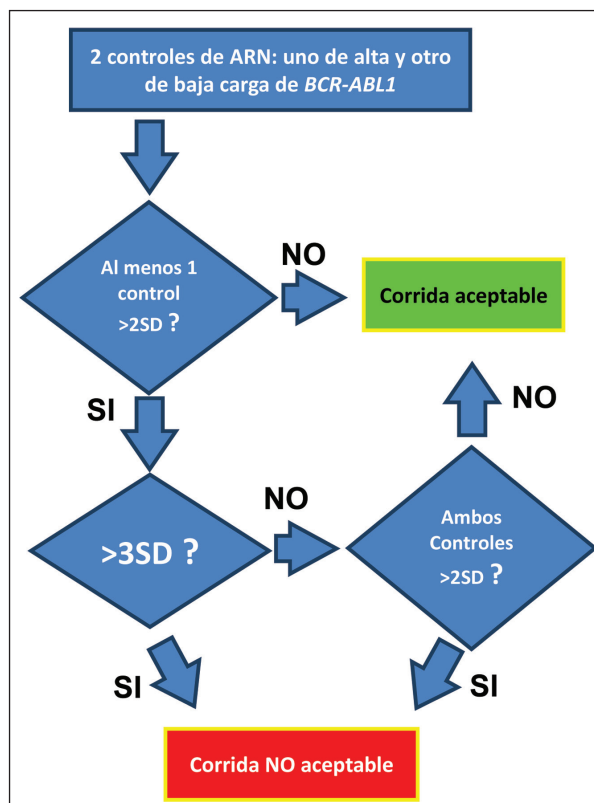 2 controles de ARN: uno de alta y otro
de baja carga de BCR-ABL1
Al menos 1
control
>2SD ?
NO
Corrida aceptable
SI
NO
>3SD ?
NO
Ambos
Controles
>2SD ?
SI
SI
Corrida NO aceptable